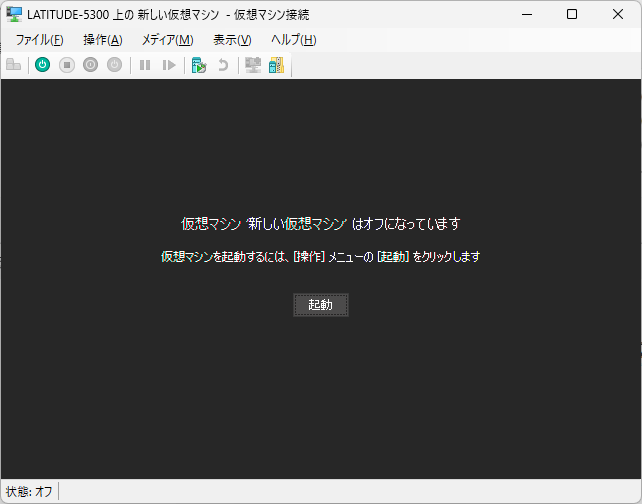 LATITUDE-5300 上の 新しい仮想マシン - 仮想マシン接続
ファイル(F) 操作(A) メディア(M) 表示(V) ヘルプ(H)
仮想マシン '新しい仮想マシン' はオフになっています
仮想マシンを起動するには、[操作] メニューの [起動] をクリックします
起動
状態: オフ